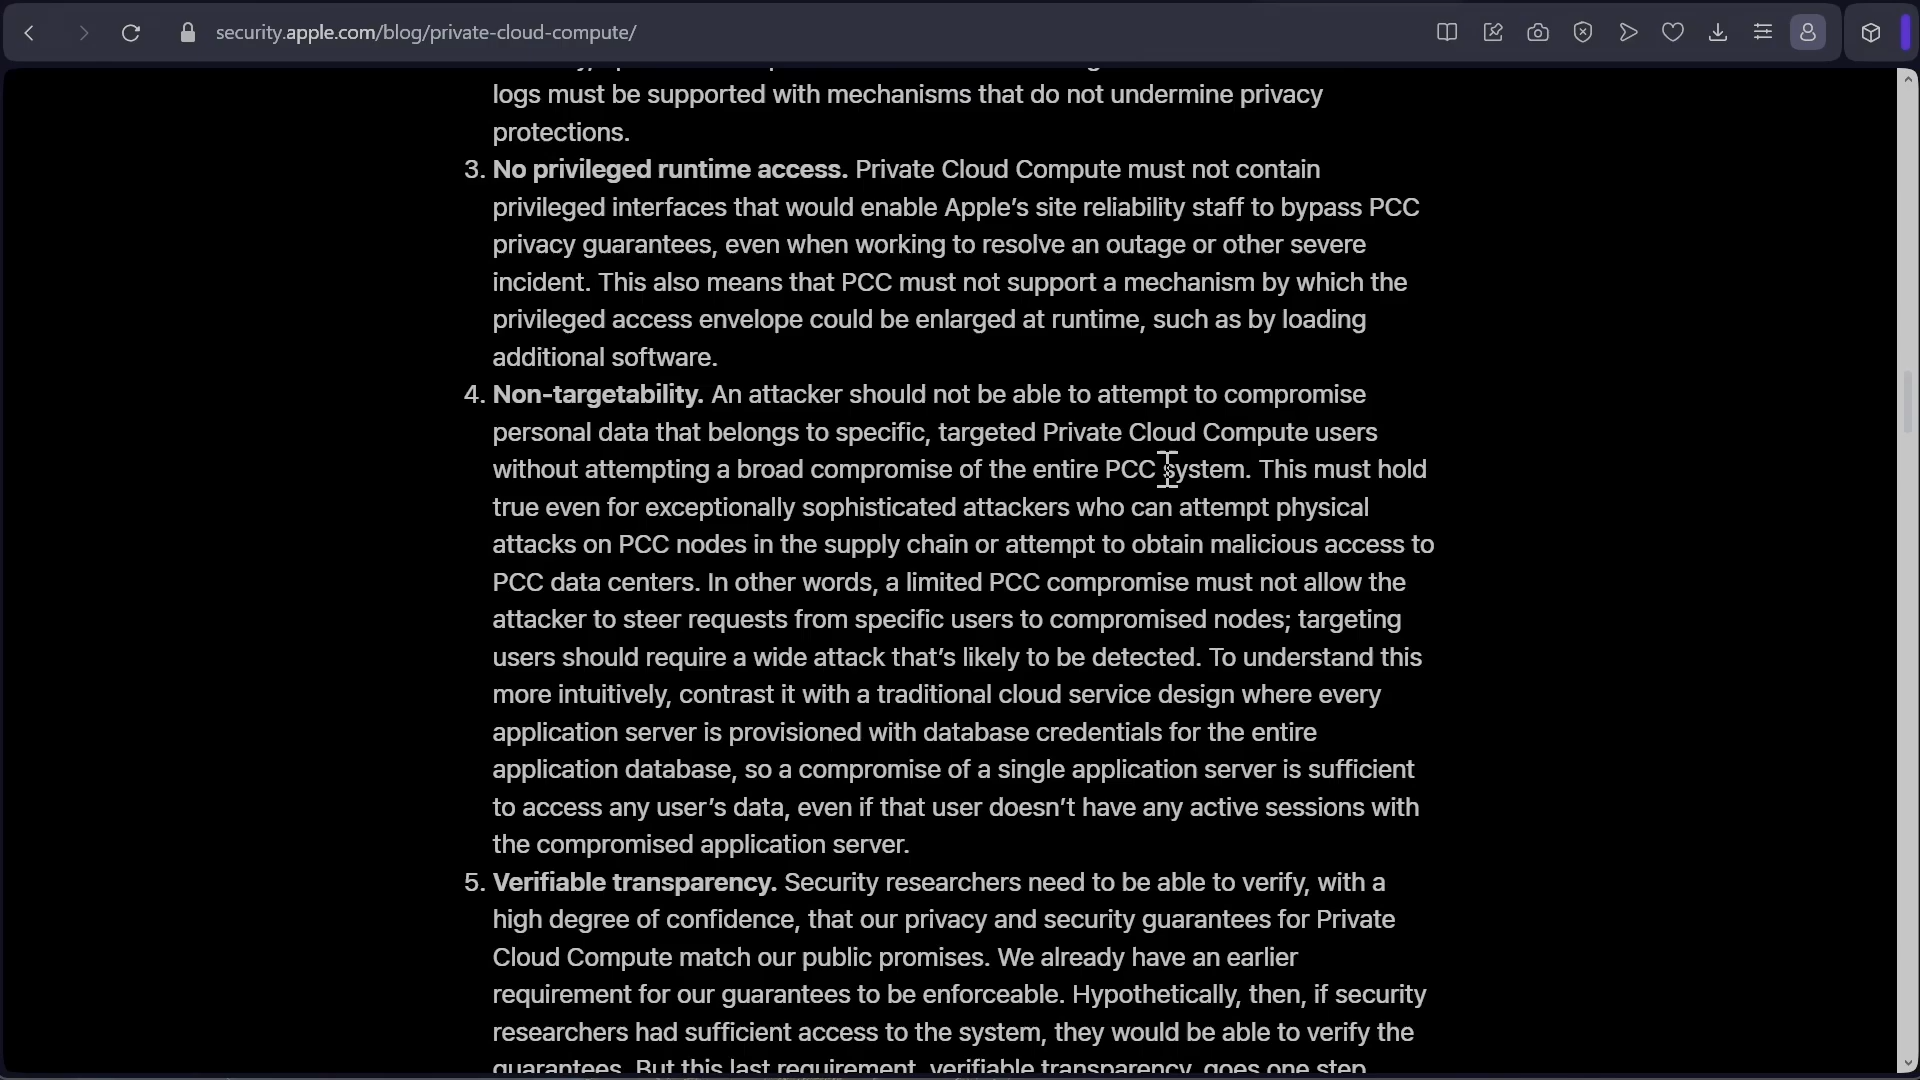 security.apple.com/blog/private-cloud-compute/
logs must be supported with mechanisms that do not undermine privacy
protections.
3. No privileged runtime access. Private Cloud Compute must not contain
privileged interfaces that would enable Apple’s site reliability staff to bypass PCC
privacy guarantees, even when working to resolve an outage or other severe
incident. This also means that PCC must not support a mechanism by which the
privileged access envelope could be enlarged at runtime, such as by loading
additional software.
4. Non-targetability. An attacker should not be able to attempt to compromise
personal data that belongs to specific, targeted Private Cloud Compute users
without attempting a broad compromise of the entire PCC system. This must hold
true even for exceptionally sophisticated attackers who can attempt physical
attacks on PCC nodes in the supply chain or attempt to obtain malicious access to
PCC data centers. In other words, a limited PCC compromise must not allow the
attacker to steer requests from specific users to compromised nodes; targeting
users should require a wide attack that’s likely to be detected. To understand this
more intuitively, contrast it with a traditional cloud service design where every
application server is provisioned with database credentials for the entire
application database, so a compromise of a single application server is sufficient
to access any user’s data, even if that user doesn’t have any active sessions with
the compromised application server.
5. Verifiable transparency. Security researchers need to be able to verify, with a
high degree of confidence, that our privacy and security guarantees for Private
Cloud Compute match our public promises. We already have an earlier
requirement for our guarantees to be enforceable. Hypothetically, then, if security
researchers had sufficient access to the system, they would be able to verify the
guarantees. But this last requirement, verifiable transparency, goes one step